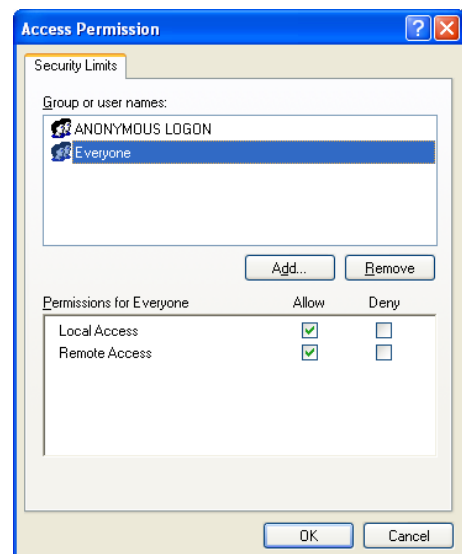 Access Permission
Security Limits
Group or user names:
ANONYMOUS LOGON
Everyone
Add... Remove
Permissions for Everyone Allow Deny
Local Access
Remote Access
OK Cancel